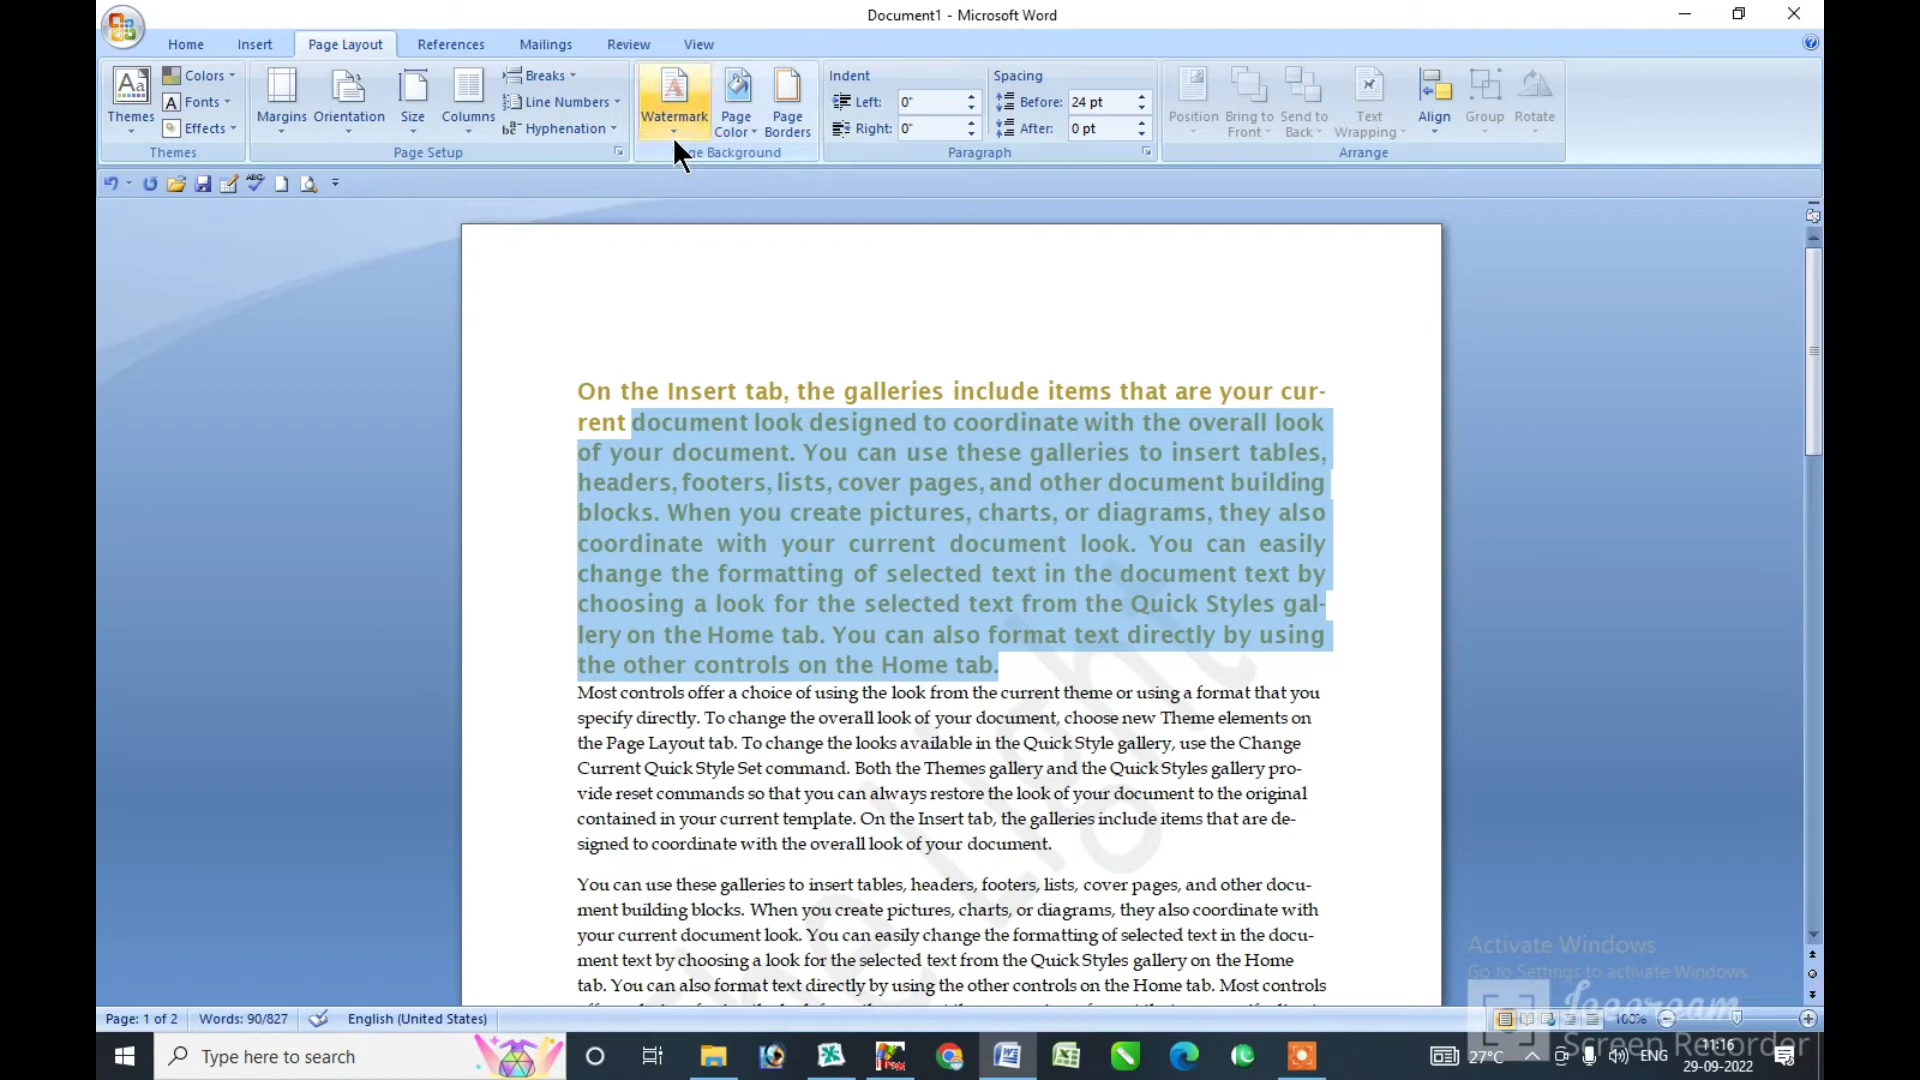 Document1 - Microsoft Word
Home Insert Page Layout References Mailings Review View
Themes
Colors
Fonts
Effects
Themes
Margins Orientation Size Columns
Breaks
Line Numbers
Hyphenation
Page Setup
Watermark
Page Color
Page Borders
Background
Indent
Left: 0"
Right: 0"
Spacing
Before: 24 pt
After: 0 pt
Paragraph
Position
Bring to Front
Send to Back
Text Wrapping
Align
Group
Rotate
Arrange
On the Insert tab, the galleries include items that are your cur-
rent document look designed to coordinate with the overall look
of your document. You can use these galleries to insert tables,
headers, footers, lists, cover pages, and other document building
blocks. When you create pictures, charts, or diagrams, they also
coordinate with your current document look. You can easily
change the formatting of selected text in the document text by
choosing a look for the selected text from the Quick Styles gal-
lery on the Home tab. You can also format text directly by using
the other controls on the Home tab.
Most controls offer a choice of using the look from the current theme or using a format that you
specify directly. To change the overall look of your document, choose new Theme elements on
the Page Layout tab. To change the looks available in the Quick Style gallery, use the Change
Current Quick Style Set command. Both the Themes gallery and the Quick Styles gallery pro-
vide reset commands so that you can always restore the look of your document to the original
contained in your current template. On the Insert tab, the galleries include items that are de-
signed to coordinate with the overall look of your document.
You can use these galleries to insert tables, headers, footers, lists, cover pages, and other docu-
ment building blocks. When you create pictures, charts, or diagrams, they also coordinate with
your current document look. You can easily change the formatting of selected text in the docu-
ment text by choosing a look for the selected text from the Quick Styles gallery on the Home
tab. You can also format text directly by using the other controls on the Home tab. Most controls
The Light
Activate Windows
Go to Settings to activate Windows.
Icecream
Screen Recorder
Page: 1 of 2 Words: 90/827 English (United States) 100%
Type here to search
27°C ENG
11:16
29-09-2022